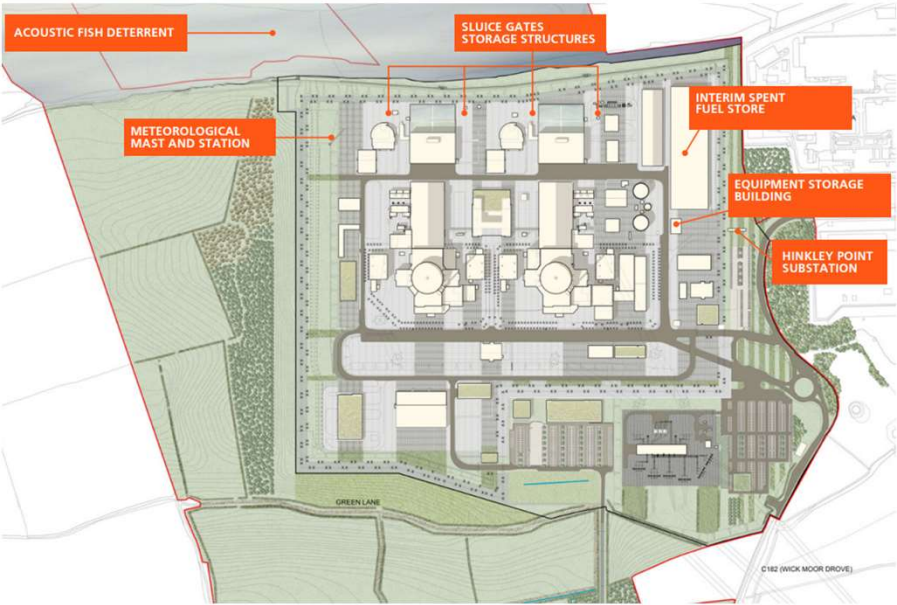 ACOUSTIC FISH DETERRENT
SLUICE GATES
STORAGE STRUCTURES
METEOROLOGICAL
MAST AND STATION
INTERIM SPENT
FUEL STORE
EQUIPMENT STORAGE
BUILDING
HINKLEY POINT
SUBSTATION
GREEN LANE
C182 (WICK MOOR DROVE)